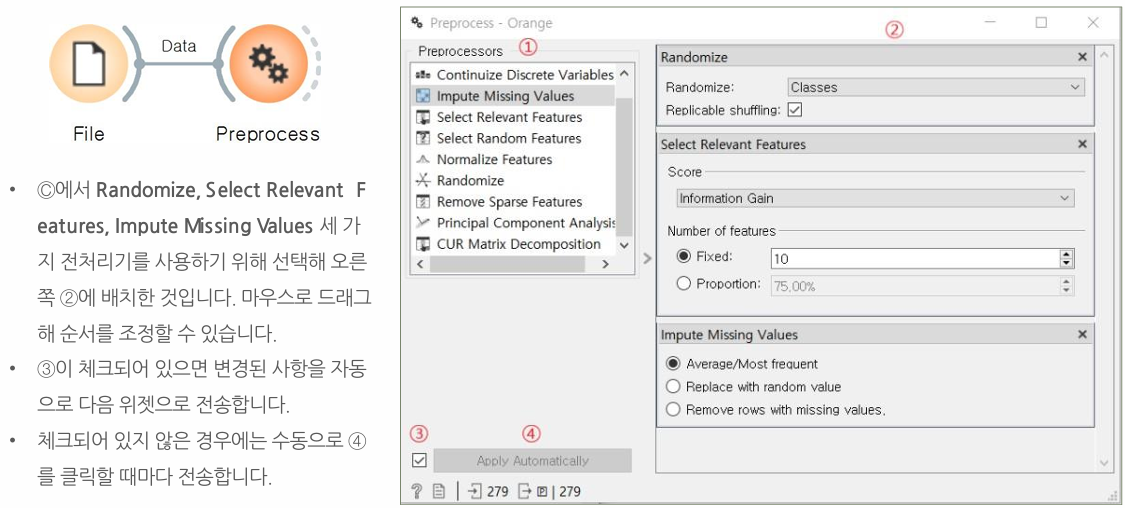 Data
File
Preprocess
• ⓒ에서 Randomize, Select Relevant F
eatures, Impute Missing Values 세 가
지 전처리기를 사용하기 위해 선택해 오른
쪽 ②에 배치한 것입니다. 마우스로 드래그
해 순서를 조정할 수 있습니다.
• ③이 체크되어 있으면 변경된 사항을 자동
으로 다음 위젯으로 전송합니다.
• 체크되어 있지 않은 경우에는 수동으로 ④
를 클릭할 때마다 전송합니다.
Preprocess - Orange
②
Preprocessors ①
Continuize Discrete Variables
Impute Missing Values
Select Relevant Features
Select Random Features
Normalize Features
Randomize
Remove Sparse Features
Principal Component Analysis
CUR Matrix Decomposition
Randomize
Randomize: Classes
Replicable shuffling:
Select Relevant Features
Score
Information Gain
Number of features
Fixed: 10
Proportion: 75,00%
Impute Missing Values
Average/Most frequent
Replace with random value
Remove rows with missing values,
③ ④
Apply Automatically
? 279 P | 279